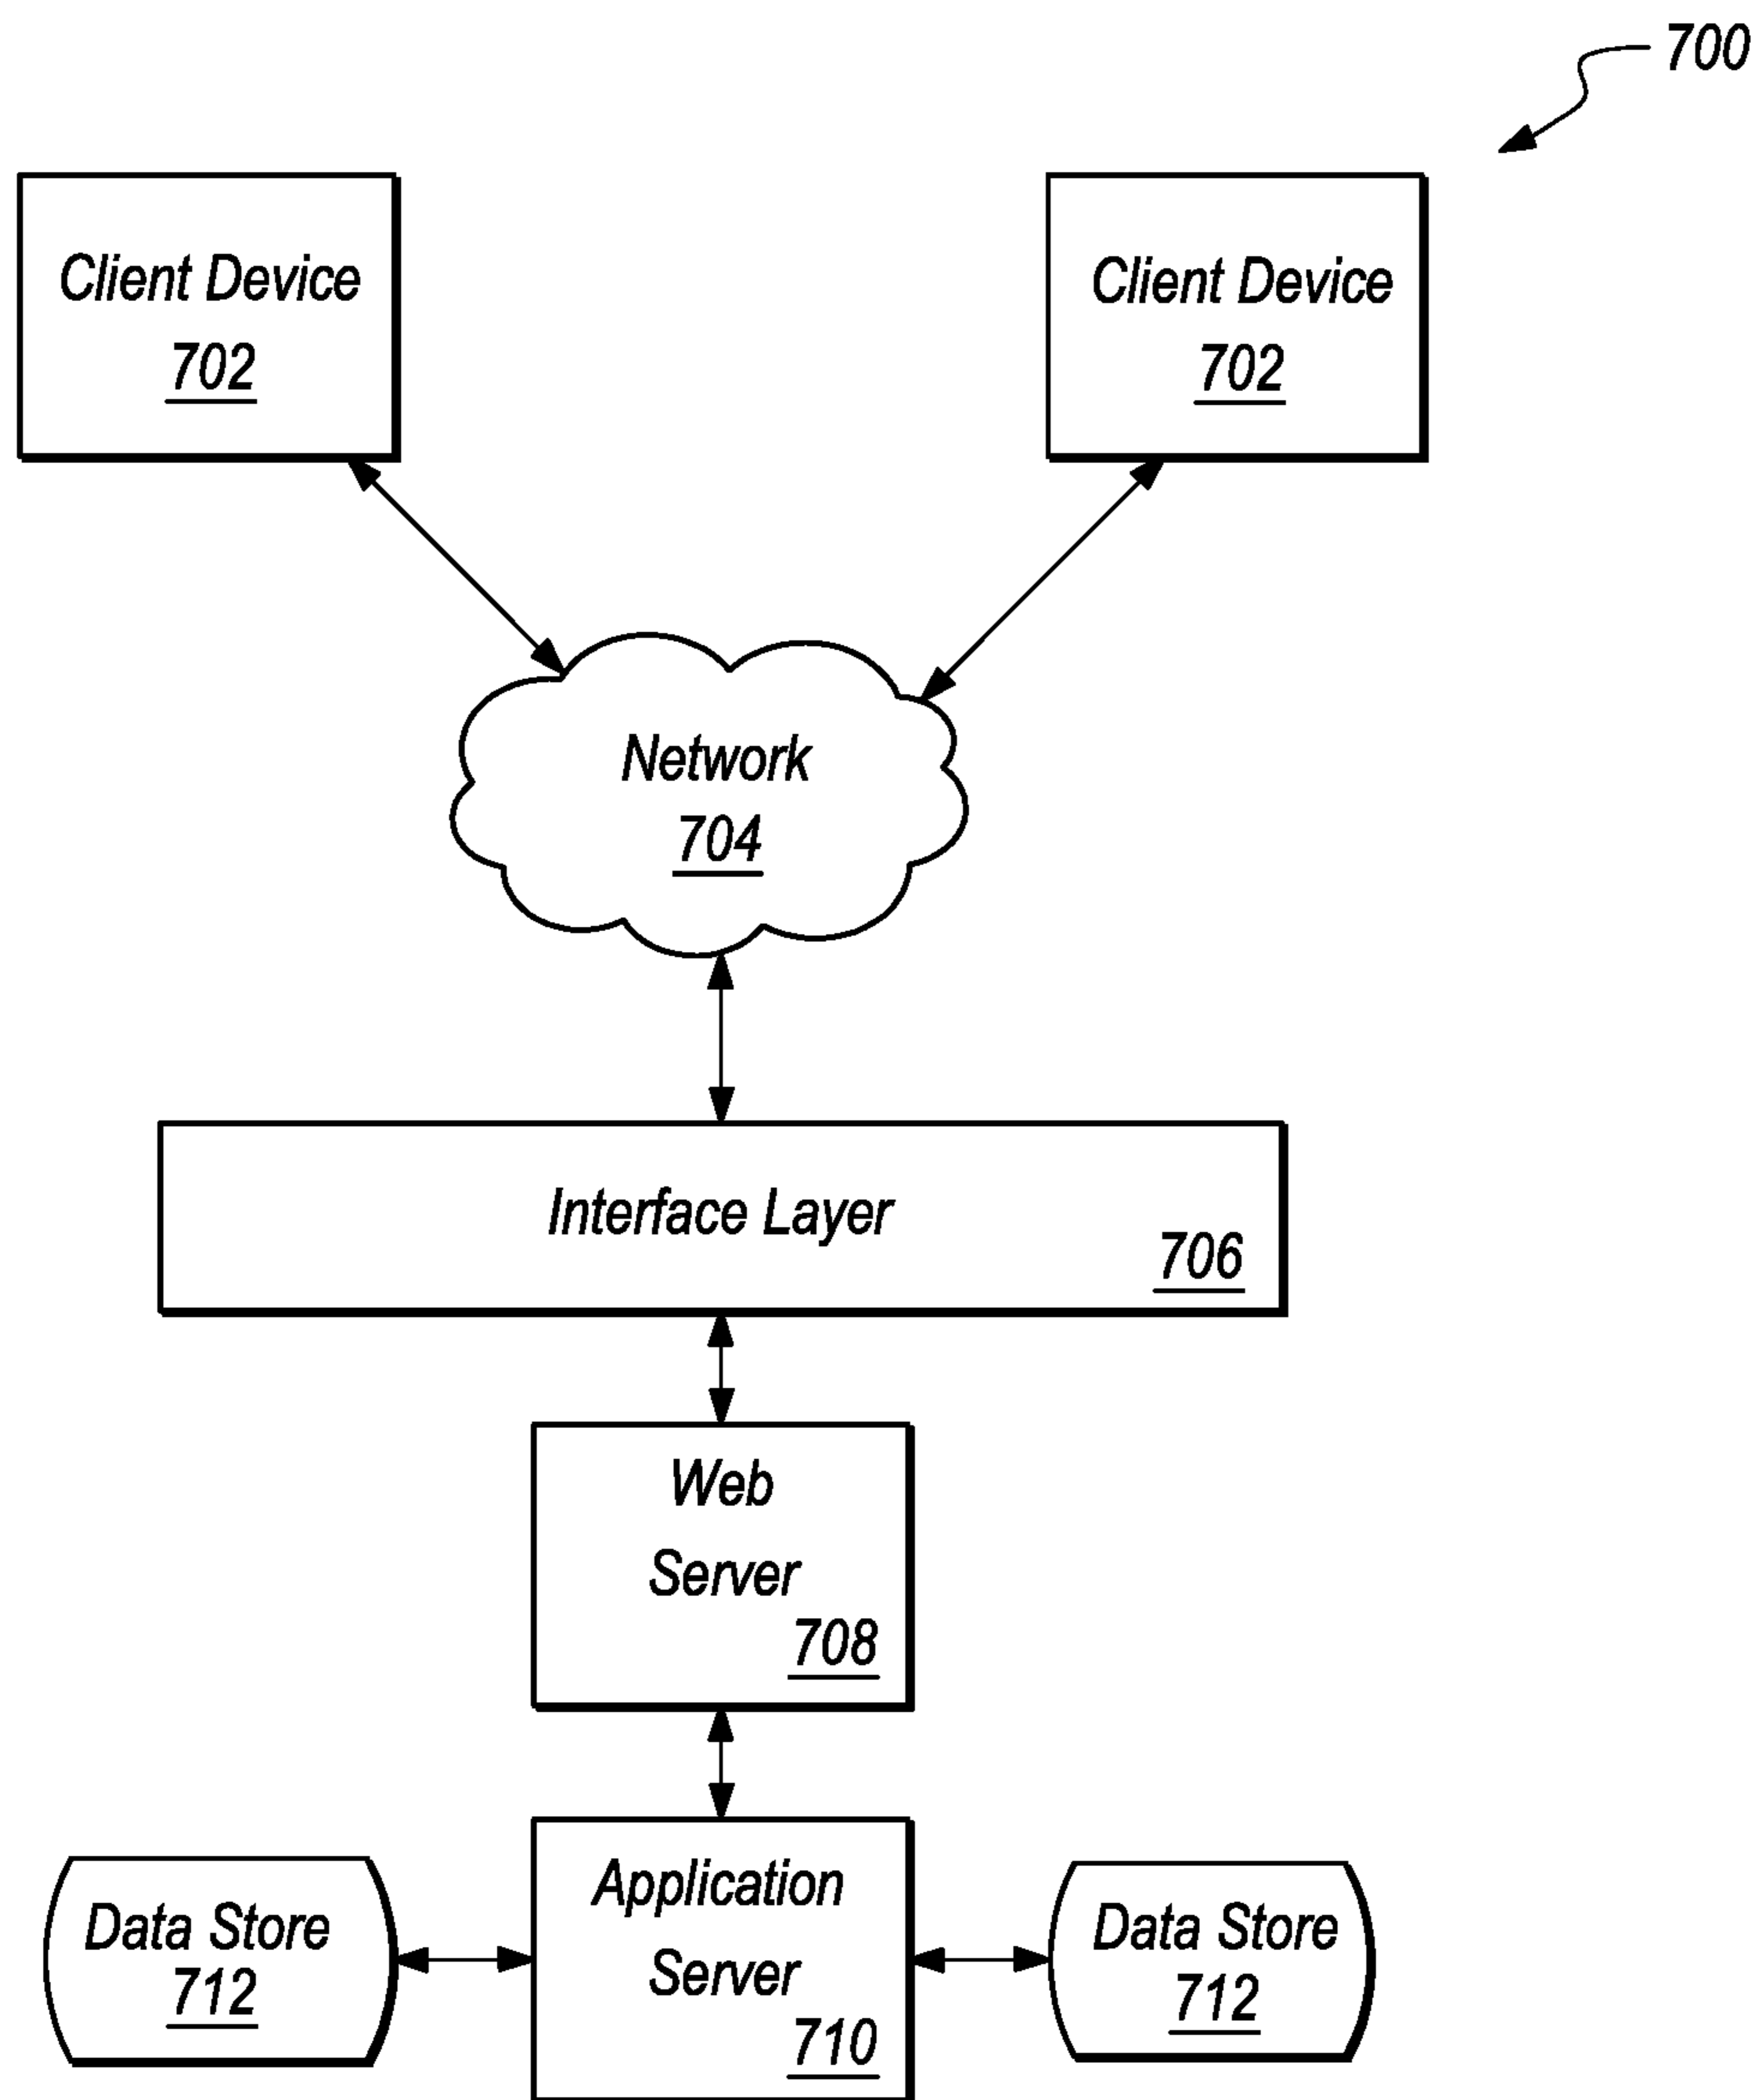 700
Client Device
702
Client Device
702
Network
704
Interface Layer
706
Web
Server
708
Application
Server
710
Data Store
712
Data Store
712